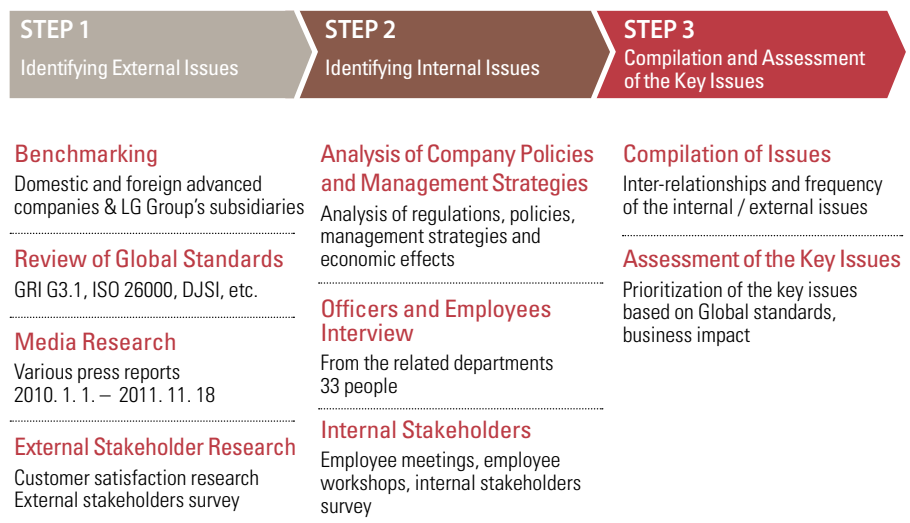 STEP 1
Identifying External Issues
STEP 2
Identifying Internal Issues
STEP 3
Compilation and Assessment
of the Key Issues
Benchmarking
Domestic and foreign advanced
companies & LG Group's subsidiaries
Review of Global Standards
GRI G3.1, ISO 26000, DJSI, etc.
Media Research
Various press reports
2010. 1. 1. – 2011. 11. 18
External Stakeholder Research
Customer satisfaction research
External stakeholders survey
Analysis of Company Policies
and Management Strategies
Analysis of regulations, policies,
management strategies and
economic effects
Officers and Employees
Interview
From the related departments
33 people
Internal Stakeholders
Employee meetings, employee
workshops, internal stakeholders
survey
Compilation of Issues
Inter-relationships and frequency
of the internal / external issues
Assessment of the Key Issues
Prioritization of the key issues
based on Global standards,
business impact